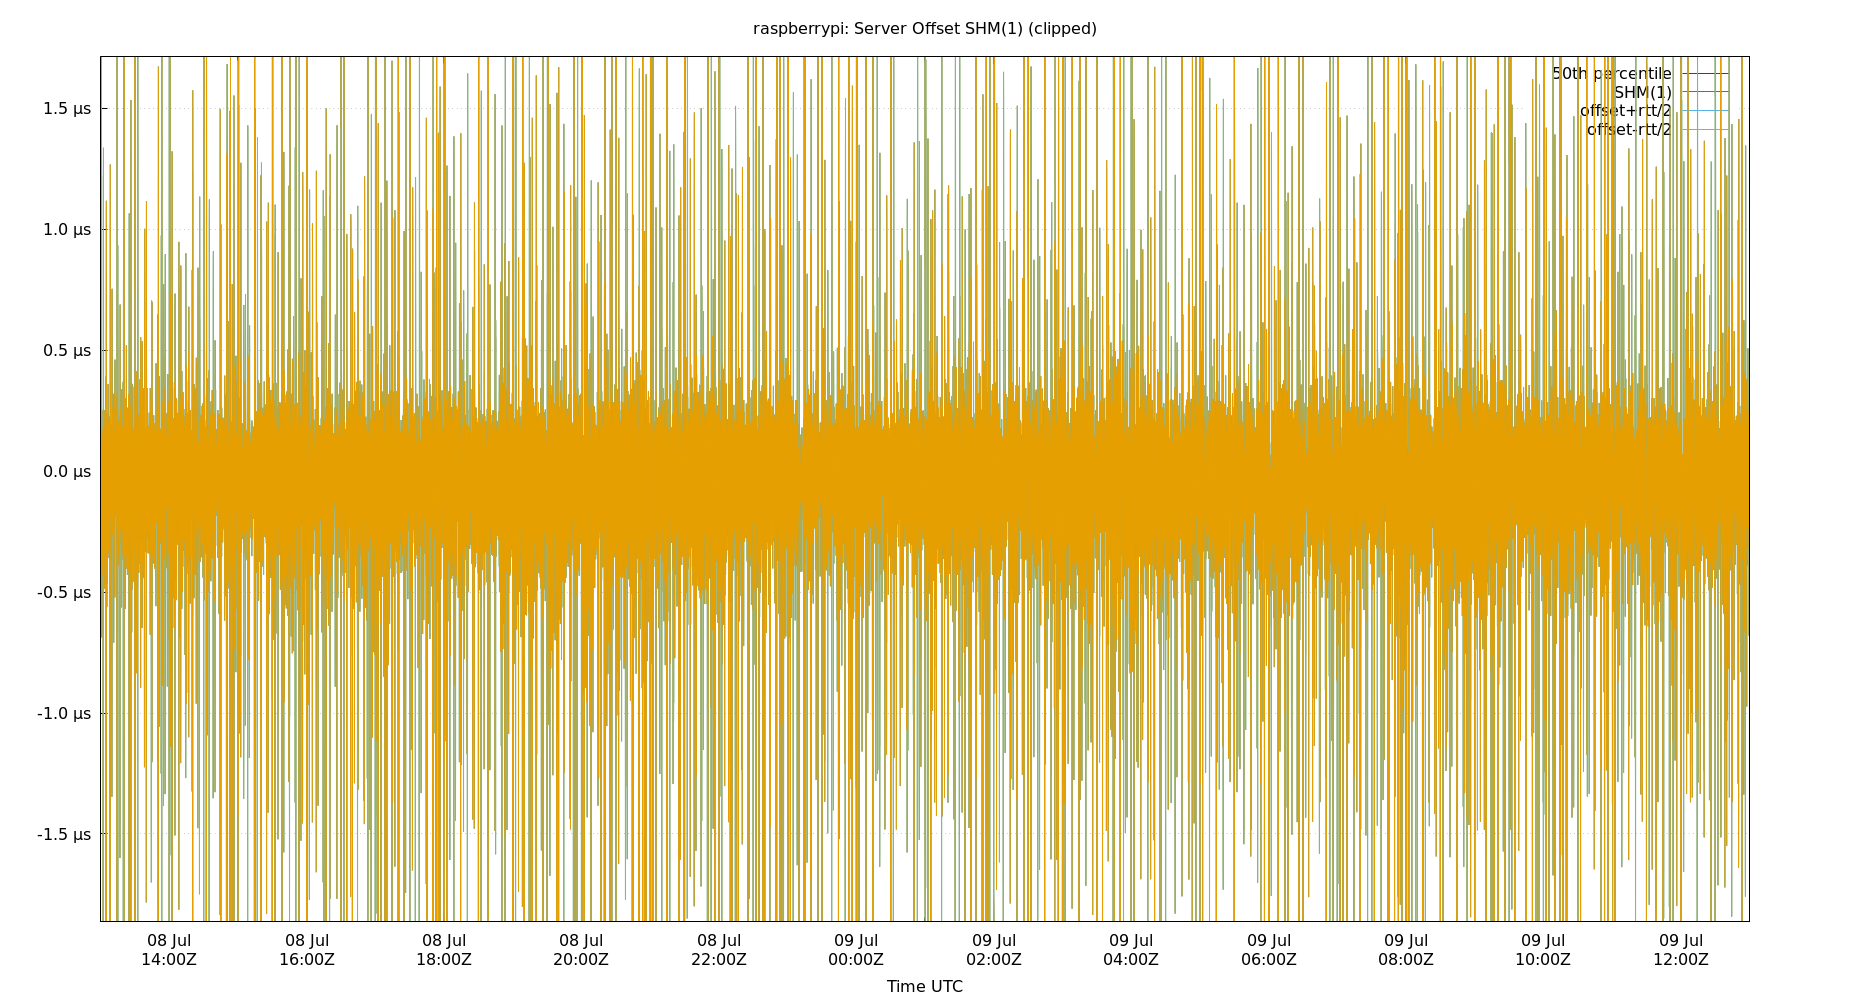 raspberrypi: Server Offset SHM(1) (clipped)
50th percentile
SHM(1)
offset+rtt/2
offset-rtt/2
1.5 µs
1.0 µs
0.5 µs
0.0 µs
-0.5 µs
-1.0 µs
-1.5 µs
08 Jul 08 Jul 08 Jul 08 Jul 08 Jul 09 Jul 09 Jul 09 Jul 09 Jul 09 Jul 09 Jul 09 Jul
14:00Z 16:00Z 18:00Z 20:00Z 22:00Z 00:00Z 02:00Z 04:00Z 06:00Z 08:00Z 10:00Z 12:00Z
Time UTC